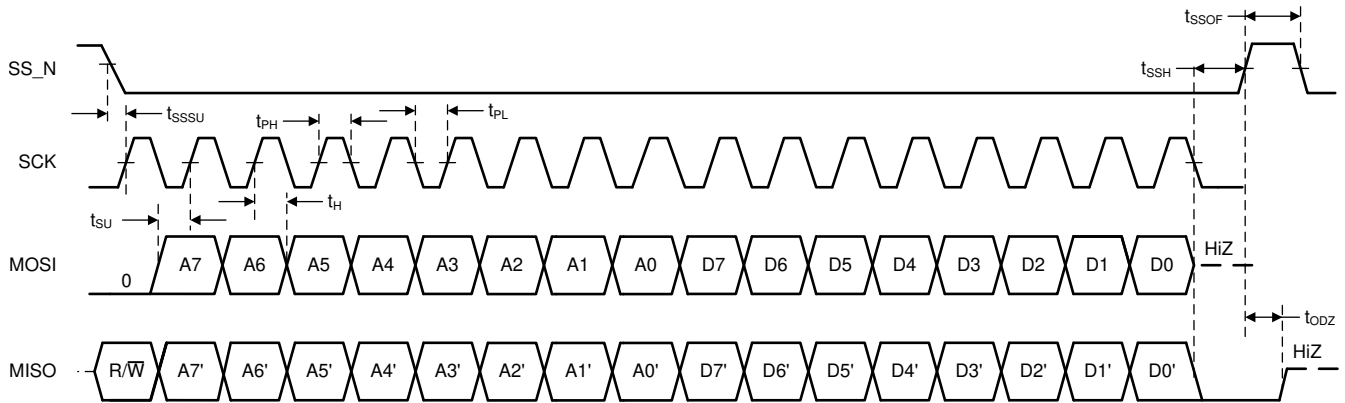 tSSOF
SS_N
tSSH
tSSSU
tPH
tPL
SCK
tSU
tH
MOSI 0 A7 A6 A5 A4 A3 A2 A1 A0 D7 D6 D5 D4 D3 D2 D1 D0 HiZ
tODZ
MISO R/W̅ A7' A6' A5' A4' A3' A2' A1' A0' D7' D6' D5' D4' D3' D2' D1' D0' HiZ